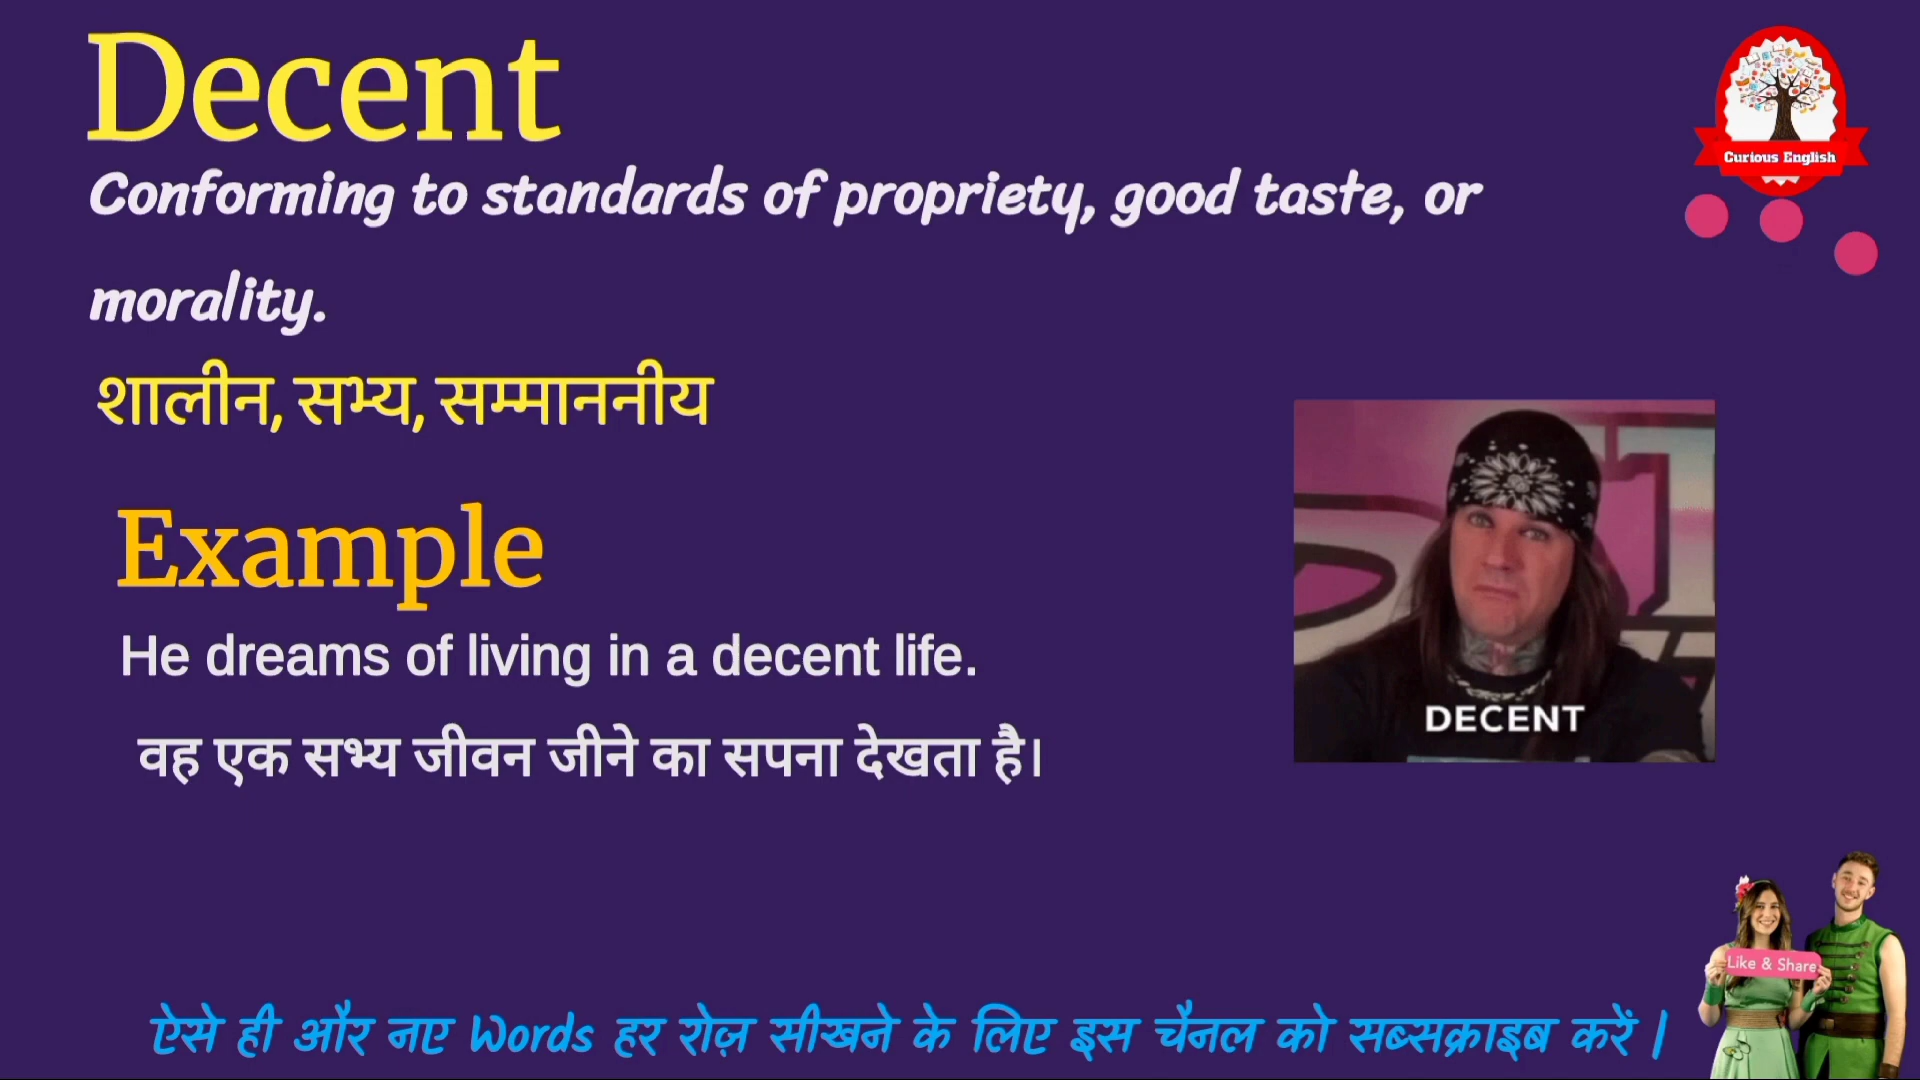 Decent
Curious English
Conforming to standards of propriety, good taste, or
morality.
शालीन, सभ्य, सम्माननीय
Example
He dreams of living in a decent life.
वह एक सभ्य जीवन जीने का सपना देखता है।
DECENT
Like & Share
ऐसे ही और नए Words हर रोज़ सीखने के लिए इस चैनल को सब्सक्राइब करें |